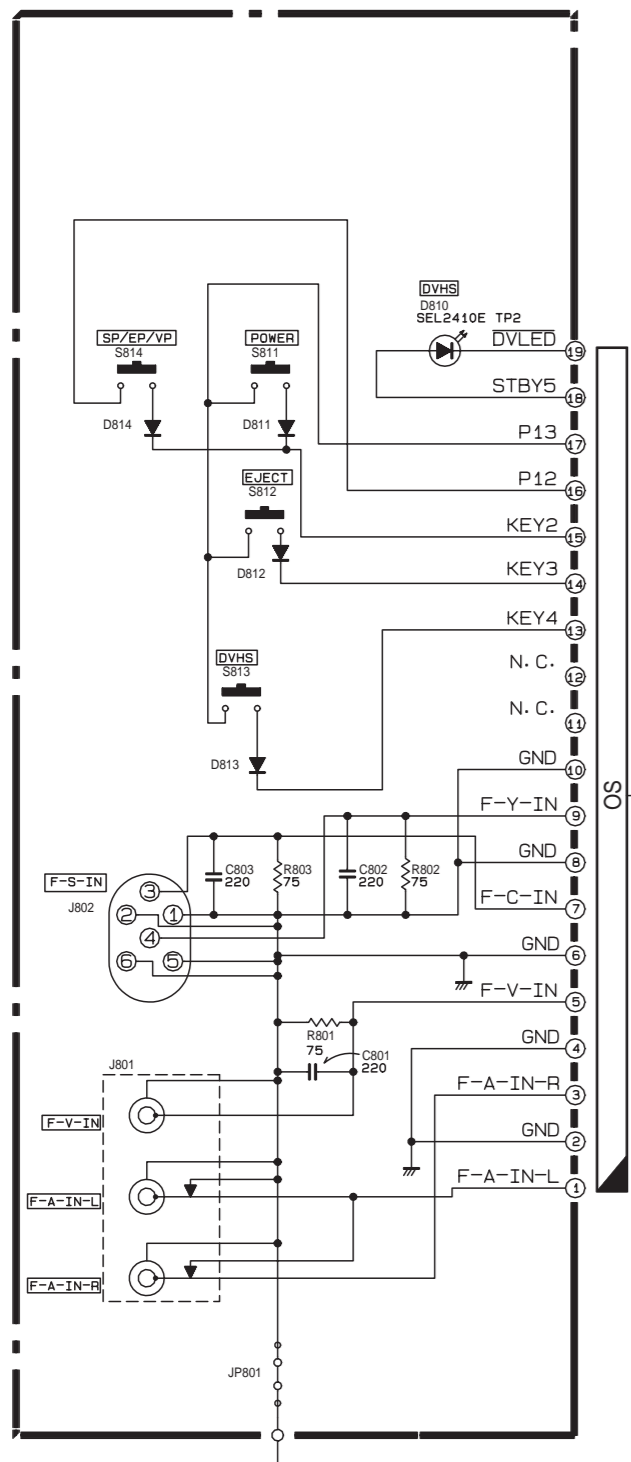 DVHS
D810
SEL2410E TP2
DVLED
19
SP/EP/VP
S814
POWER
S811
STBY5
18
D814
D811
P13
17
EJECT
S812
P12
16
KEY2
15
D812
KEY3
14
KEY4
13
DVHS
S813
N.C.
12
N.C.
11
D813
GND
10
OS
F-Y-IN
9
F-S-IN
J802
3
2
1
4
6
5
C803
220
R803
75
C802
220
R802
75
GND
8
F-C-IN
7
GND
6
F-V-IN
5
R801
75
C801
220
GND
4
J801
F-A-IN-R
3
F-V-IN
GND
2
F-A-IN-L
F-A-IN-L
1
F-A-IN-R
JP801